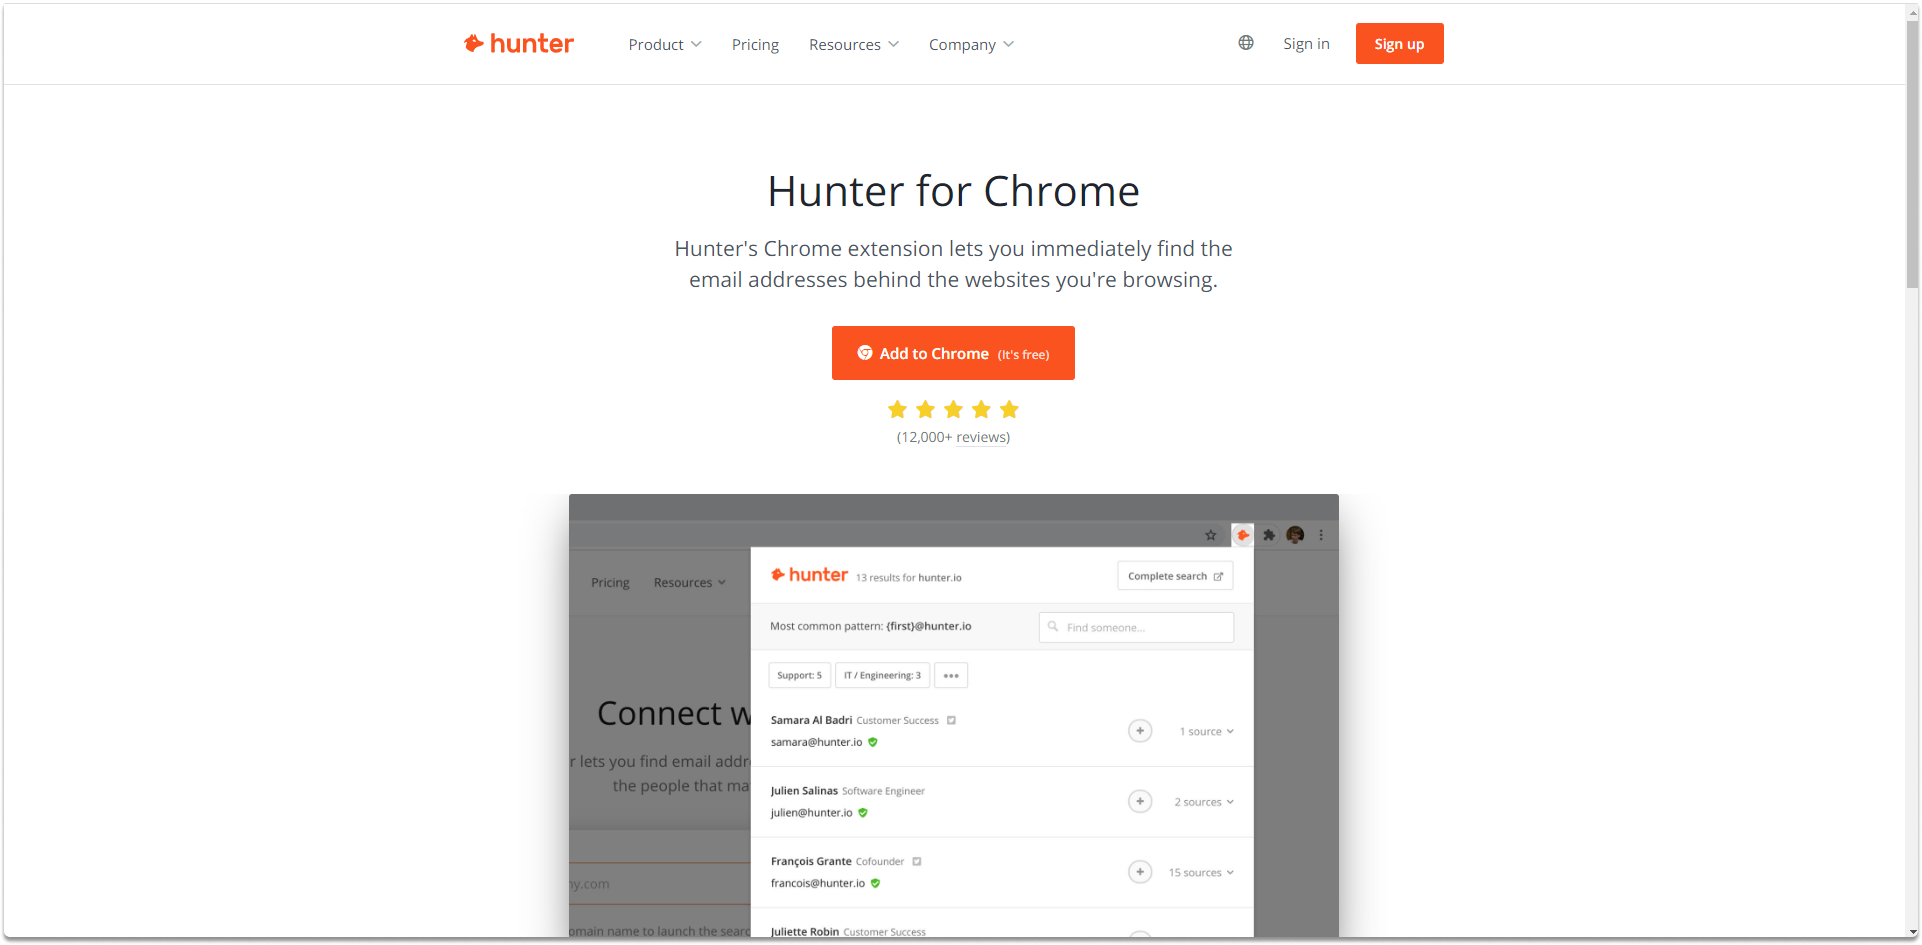 hunter
Product
Pricing
Resources
Company
Sign in
Sign up
Hunter for Chrome
Hunter's Chrome extension lets you immediately find the
email addresses behind the websites you're browsing.
Add to Chrome (It's free)
(12,000+ reviews)
Pricing
Resources
hunter 13 results for hunter.io
Complete search
Most common pattern: {first}@hunter.io
Find someone...
Support: 5
IT / Engineering: 3
Connect w
Samara Al Badri Customer Success
samara@hunter.io
1 source
r lets you find email addr
the people that ma
Julien Salinas Software Engineer
julien@hunter.io
2 sources
François Grante Cofounder
francois@hunter.io
15 sources
ny.com
Juliette Robin Customer Success
omain name to launch the sear